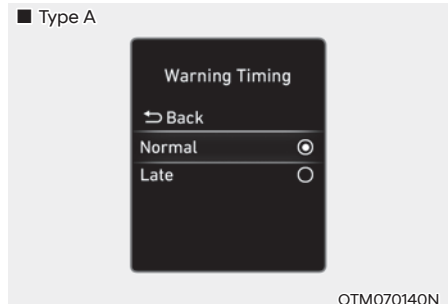 Type A
Warning Timing
Back
Normal
Late
OTM070140N